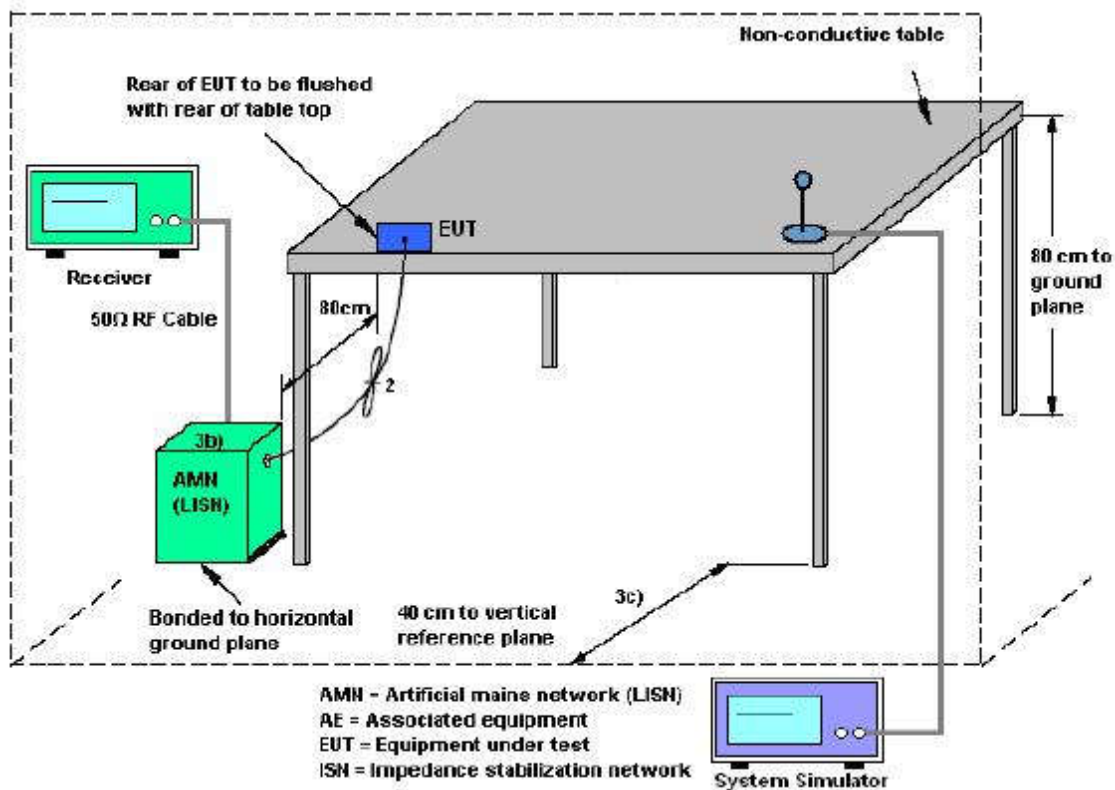 Non-conductive table
Rear of EUT to be flushed
with rear of table top
EUT
Receiver
80cm
80 cm to
ground
plane
50Ω RF Cable
2
3b)
AMN
(LISN)
Bonded to horizontal
ground plane
40 cm to vertical
reference plane
3c)
AMN = Artificial mains network (LISN)
AE = Associated equipment
EUT = Equipment under test
ISN = Impedance stabilization network
System Simulator